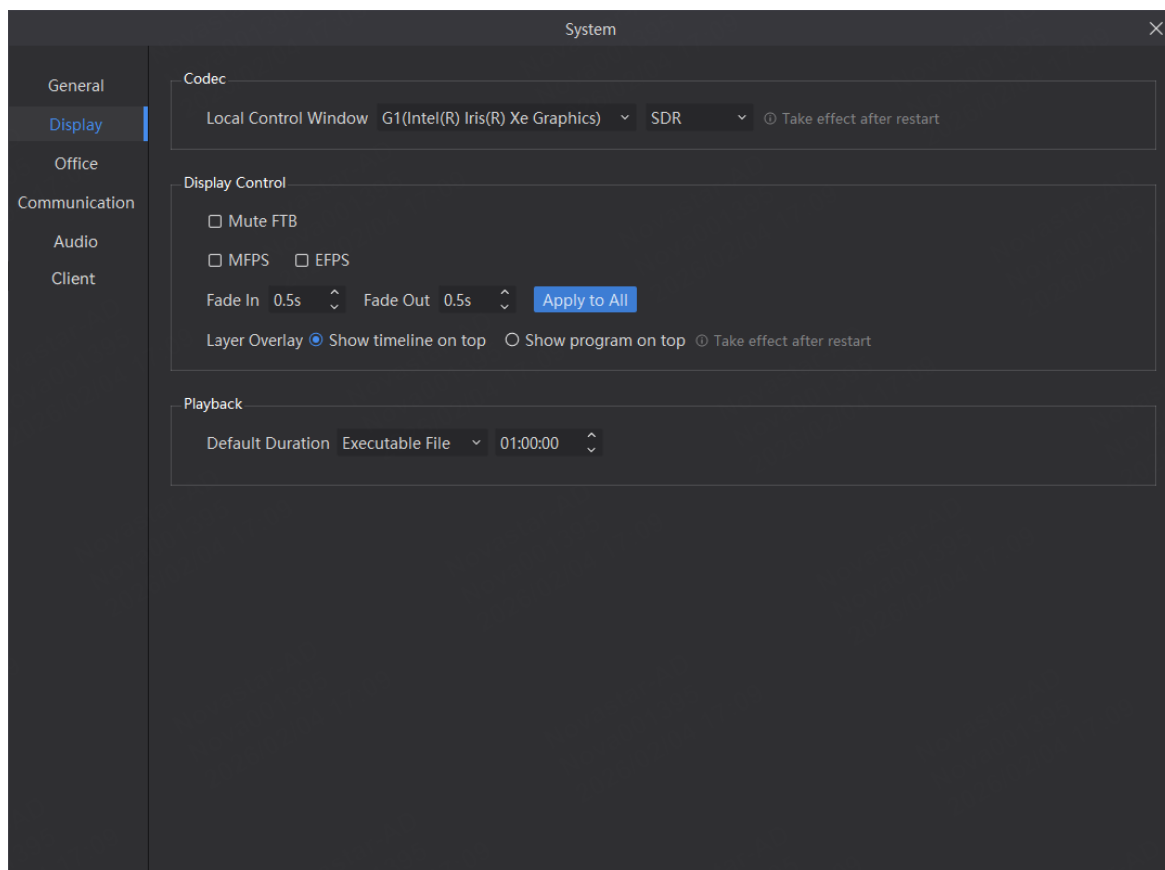 System
General
Display
Office
Communication
Audio
Client
Codec
Local Control Window G1(Intel(R) Iris(R) Xe Graphics) SDR Take effect after restart
Display Control
Mute FTB
MFPS EFPS
Fade In 0.5s Fade Out 0.5s Apply to All
Layer Overlay Show timeline on top Show program on top Take effect after restart
Playback
Default Duration Executable File 01:00:00